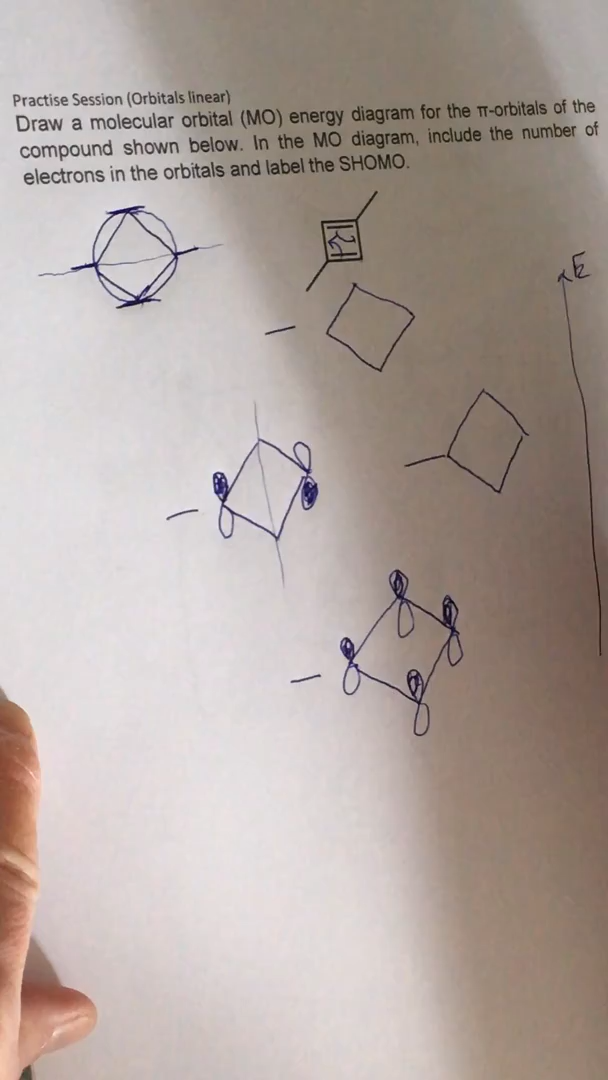 Practise Session (Orbitals linear)
Draw a molecular orbital (MO) energy diagram for the π-orbitals of the
compound shown below. In the MO diagram, include the number of
electrons in the orbitals and label the SHOMO.
E